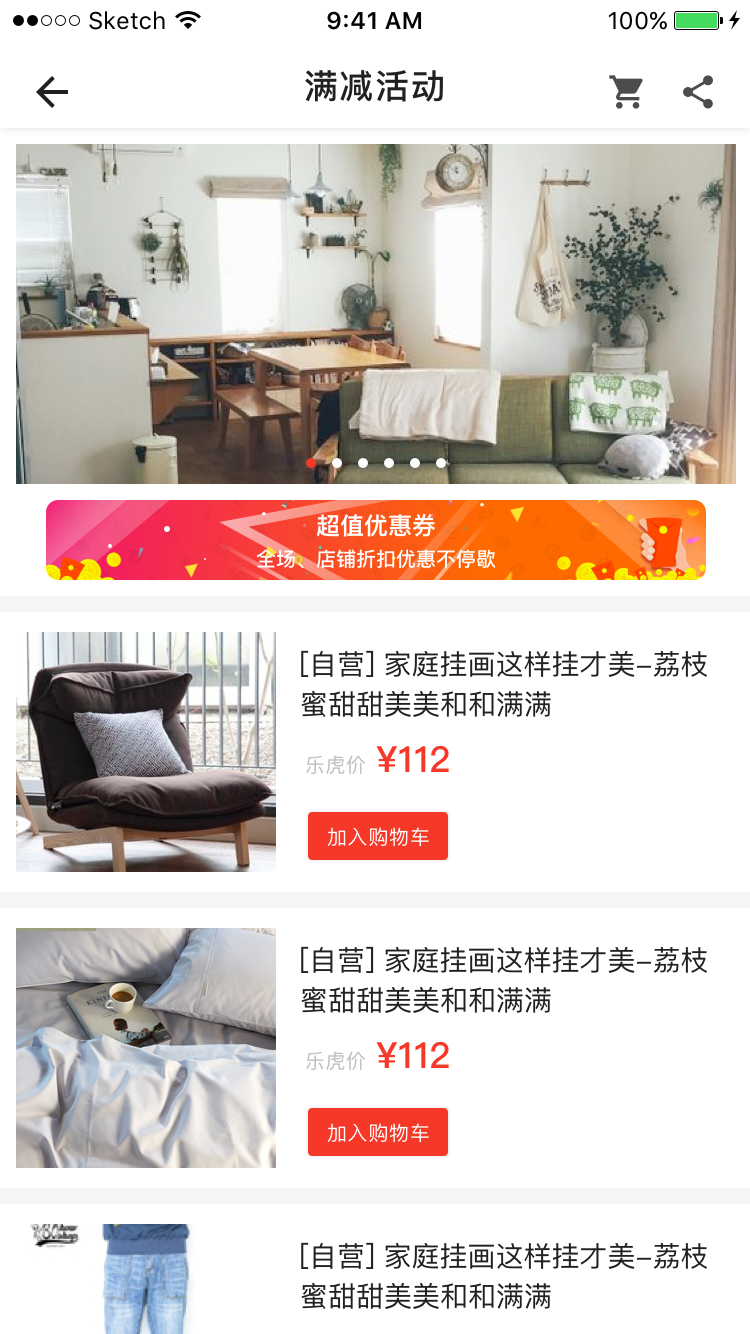 Sketch 9:41 AM 100%
满减活动
超值优惠券
全场、店铺折扣优惠不停歇
[自营] 家庭挂画这样挂才美–荔枝
蜜甜甜美美和和满满
乐虎价 ¥112
加入购物车
KIN
[自营] 家庭挂画这样挂才美–荔枝
蜜甜甜美美和和满满
乐虎价 ¥112
加入购物车
[自营] 家庭挂画这样挂才美–荔枝
蜜甜甜美美和和满满